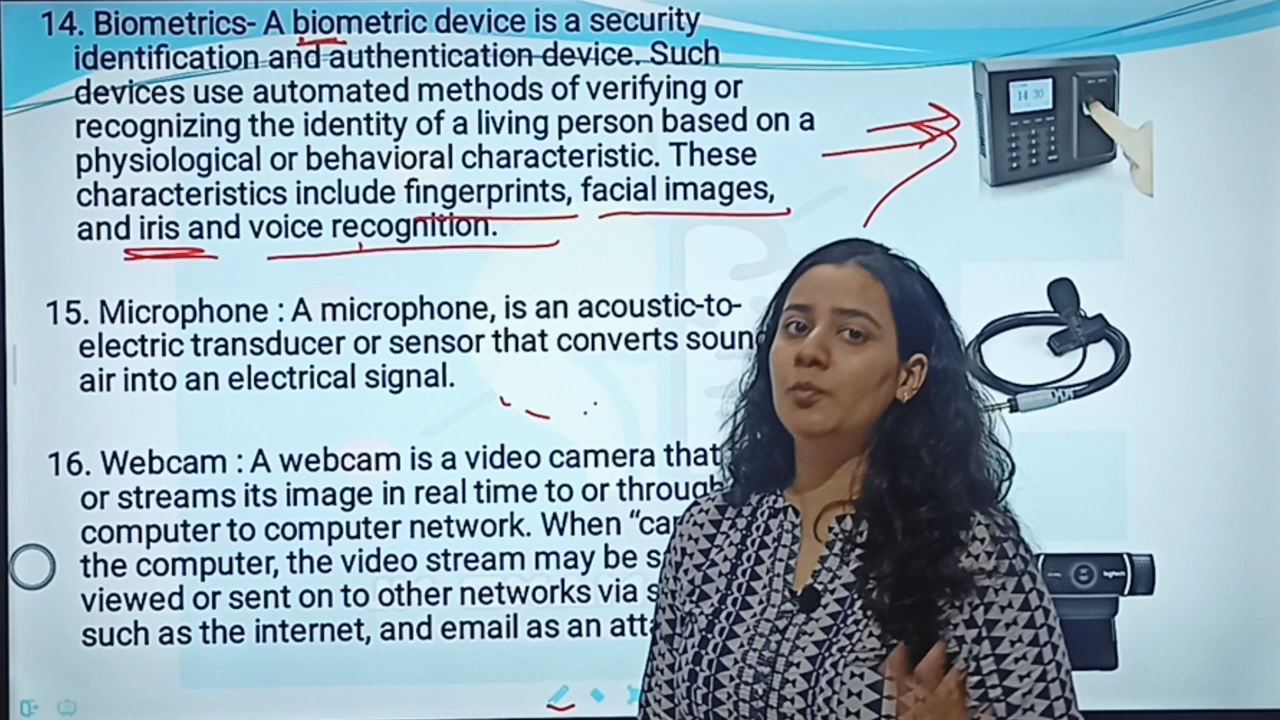 14. Biometrics- A biometric device is a security
identification and authentication device. Such
devices use automated methods of verifying or
recognizing the identity of a living person based on a
physiological or behavioral characteristic. These
characteristics include fingerprints, facial images,
and iris and voice recognition.
15. Microphone : A microphone, is an acoustic-to-
electric transducer or sensor that converts
air into an electrical signal.
16. Webcam : A webcam is a video camera that
or streams its image in real time to or through
computer to computer network. When
the computer, the video stream may be
viewed or sent on to other networks via
such as the internet, and email as an